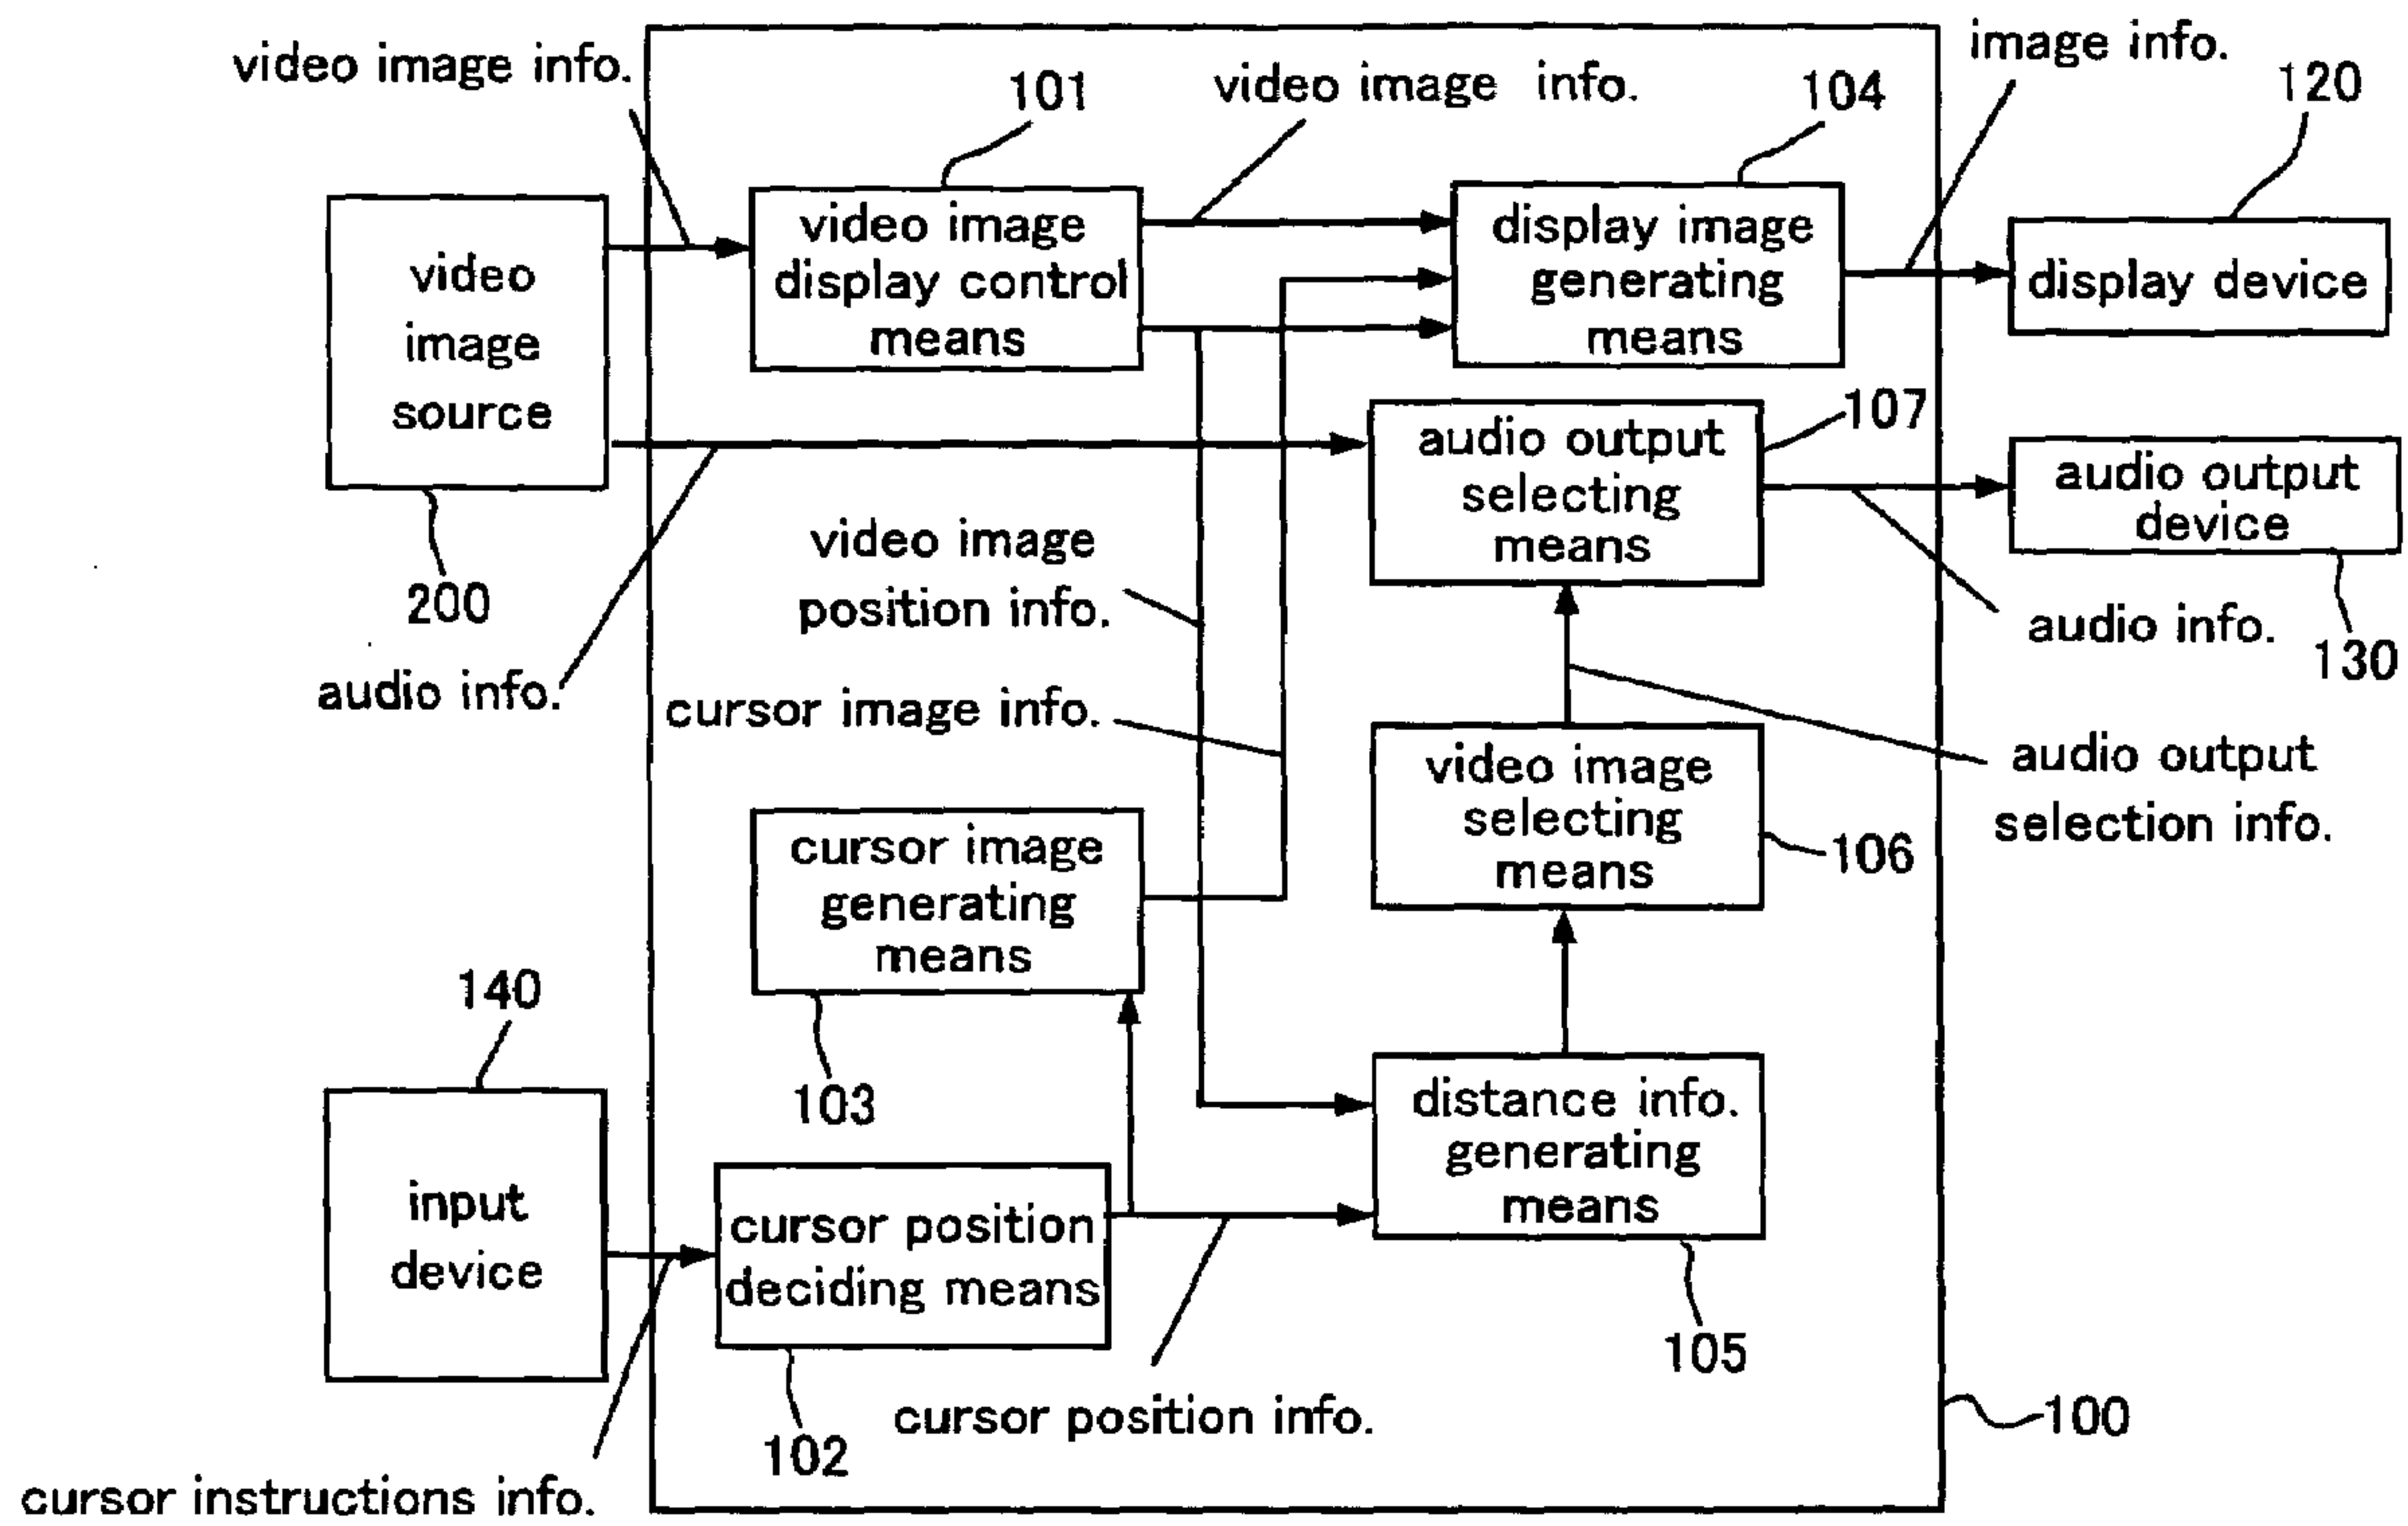 video image info.
101
video image info.
104
image info.
120
video
image
source
video image
display control
means
display image
generating
means
display device
107
audio output
selecting
means
audio output
device
200
video image
position info.
audio info.
130
audio info.
cursor image info.
video image
selecting
means
106
audio output
selection info.
cursor image
generating
means
103
140
input
device
distance info.
generating
means
105
cursor position
deciding means
102
cursor position info.
100
cursor instructions info.